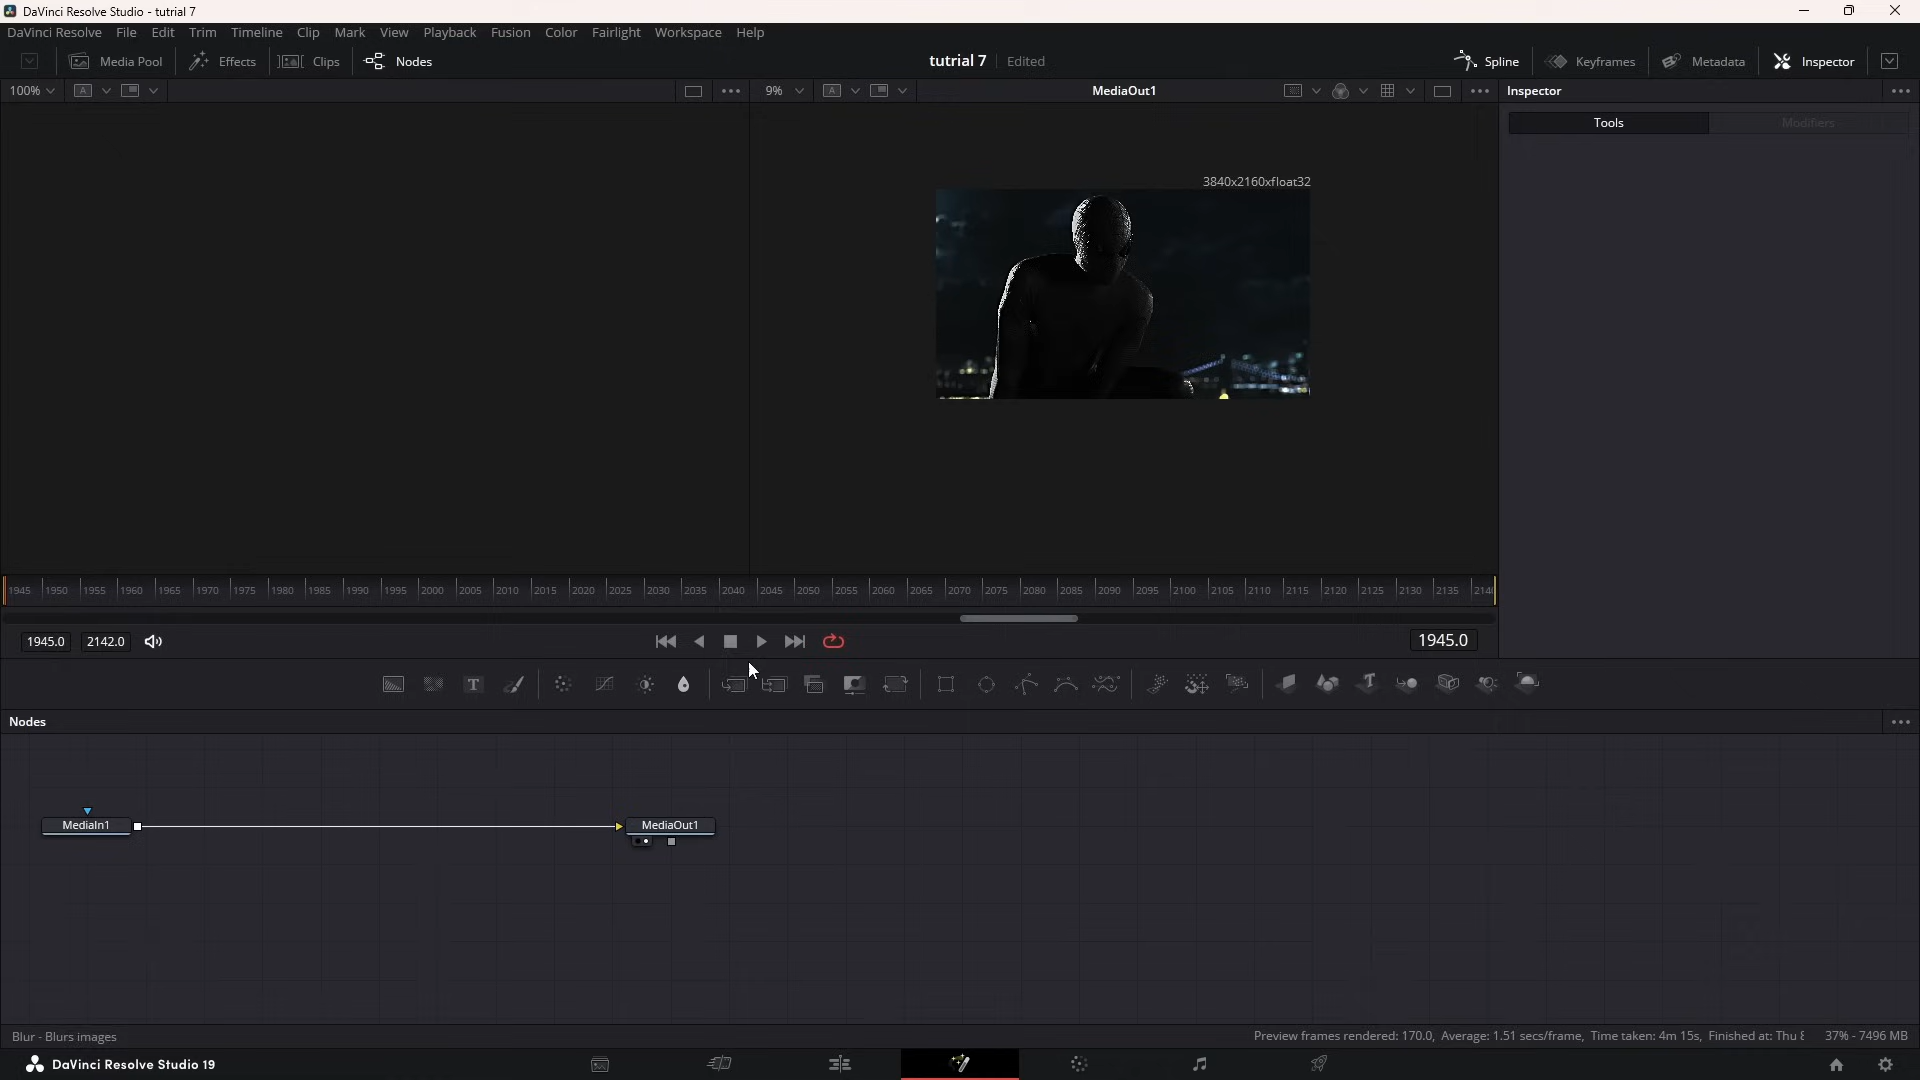 DaVinci Resolve Studio - tutrial 7
DaVinci Resolve File Edit Trim Timeline Clip Mark View Playback Fusion Color Fairlight Workspace Help
Media Pool Effects Clips Nodes tutrial 7 Edited Spline Keyframes Metadata Inspector
100% A 9% A MediaOut1 Inspector
Tools Modifiers
3840x2160xfloat32
1945 1950 1955 1960 1965 1970 1975 1980 1985 1990 1995 2000 2005 2010 2015 2020 2025 2030 2035 2040 2045 2050 2055 2060 2065 2070 2075 2080 2085 2090 2095 2100 2105 2110 2115 2120 2125 2130 2135 214
1945.0 2142.0 1945.0
T T
Nodes
MediaIn1 MediaOut1
Blur - Blurs images Preview frames rendered: 170.0, Average: 1.51 secs/frame, Time taken: 4m 15s, Finished at: Thu 37% - 7496 MB
DaVinci Resolve Studio 19